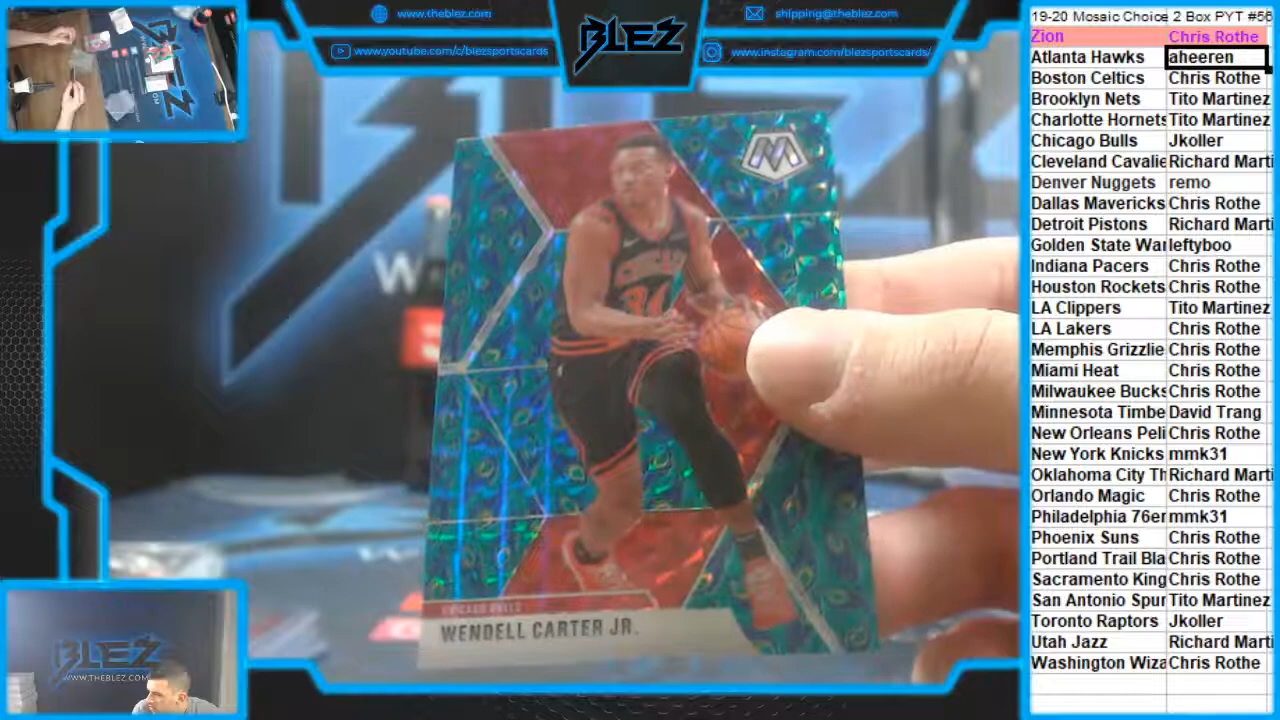 www.theblez.com
www.youtube.com/c/blezsportscards
BLEZ
shipping@theblez.com
www.instagram.com/blezsportscards/
CHICAGO
34
CHICAGO BULLS
WENDELL CARTER JR.
BLEZ
WWW.THEBLEZ.COM
19-20 Mosaic Choice 2 Box PYT #56
Zion Chris Rothe
Atlanta Hawks aheeren
Boston Celtics Chris Rothe
Brooklyn Nets Tito Martinez
Charlotte Hornets Tito Martinez
Chicago Bulls Jkoller
Cleveland Cavalie Richard Marti
Denver Nuggets remo
Dallas Mavericks Chris Rothe
Detroit Pistons Richard Marti
Golden State War leftyboo
Indiana Pacers Chris Rothe
Houston Rockets Chris Rothe
LA Clippers Tito Martinez
LA Lakers Chris Rothe
Memphis Grizzlie Chris Rothe
Miami Heat Chris Rothe
Milwaukee Bucks Chris Rothe
Minnesota Timbe David Trang
New Orleans Peli Chris Rothe
New York Knicks mmk31
Oklahoma City Th Richard Marti
Orlando Magic Chris Rothe
Philadelphia 76er mmk31
Phoenix Suns Chris Rothe
Portland Trail Bla Chris Rothe
Sacramento King Chris Rothe
San Antonio Spur Tito Martinez
Toronto Raptors Jkoller
Utah Jazz Richard Marti
Washington Wiza Chris Rothe